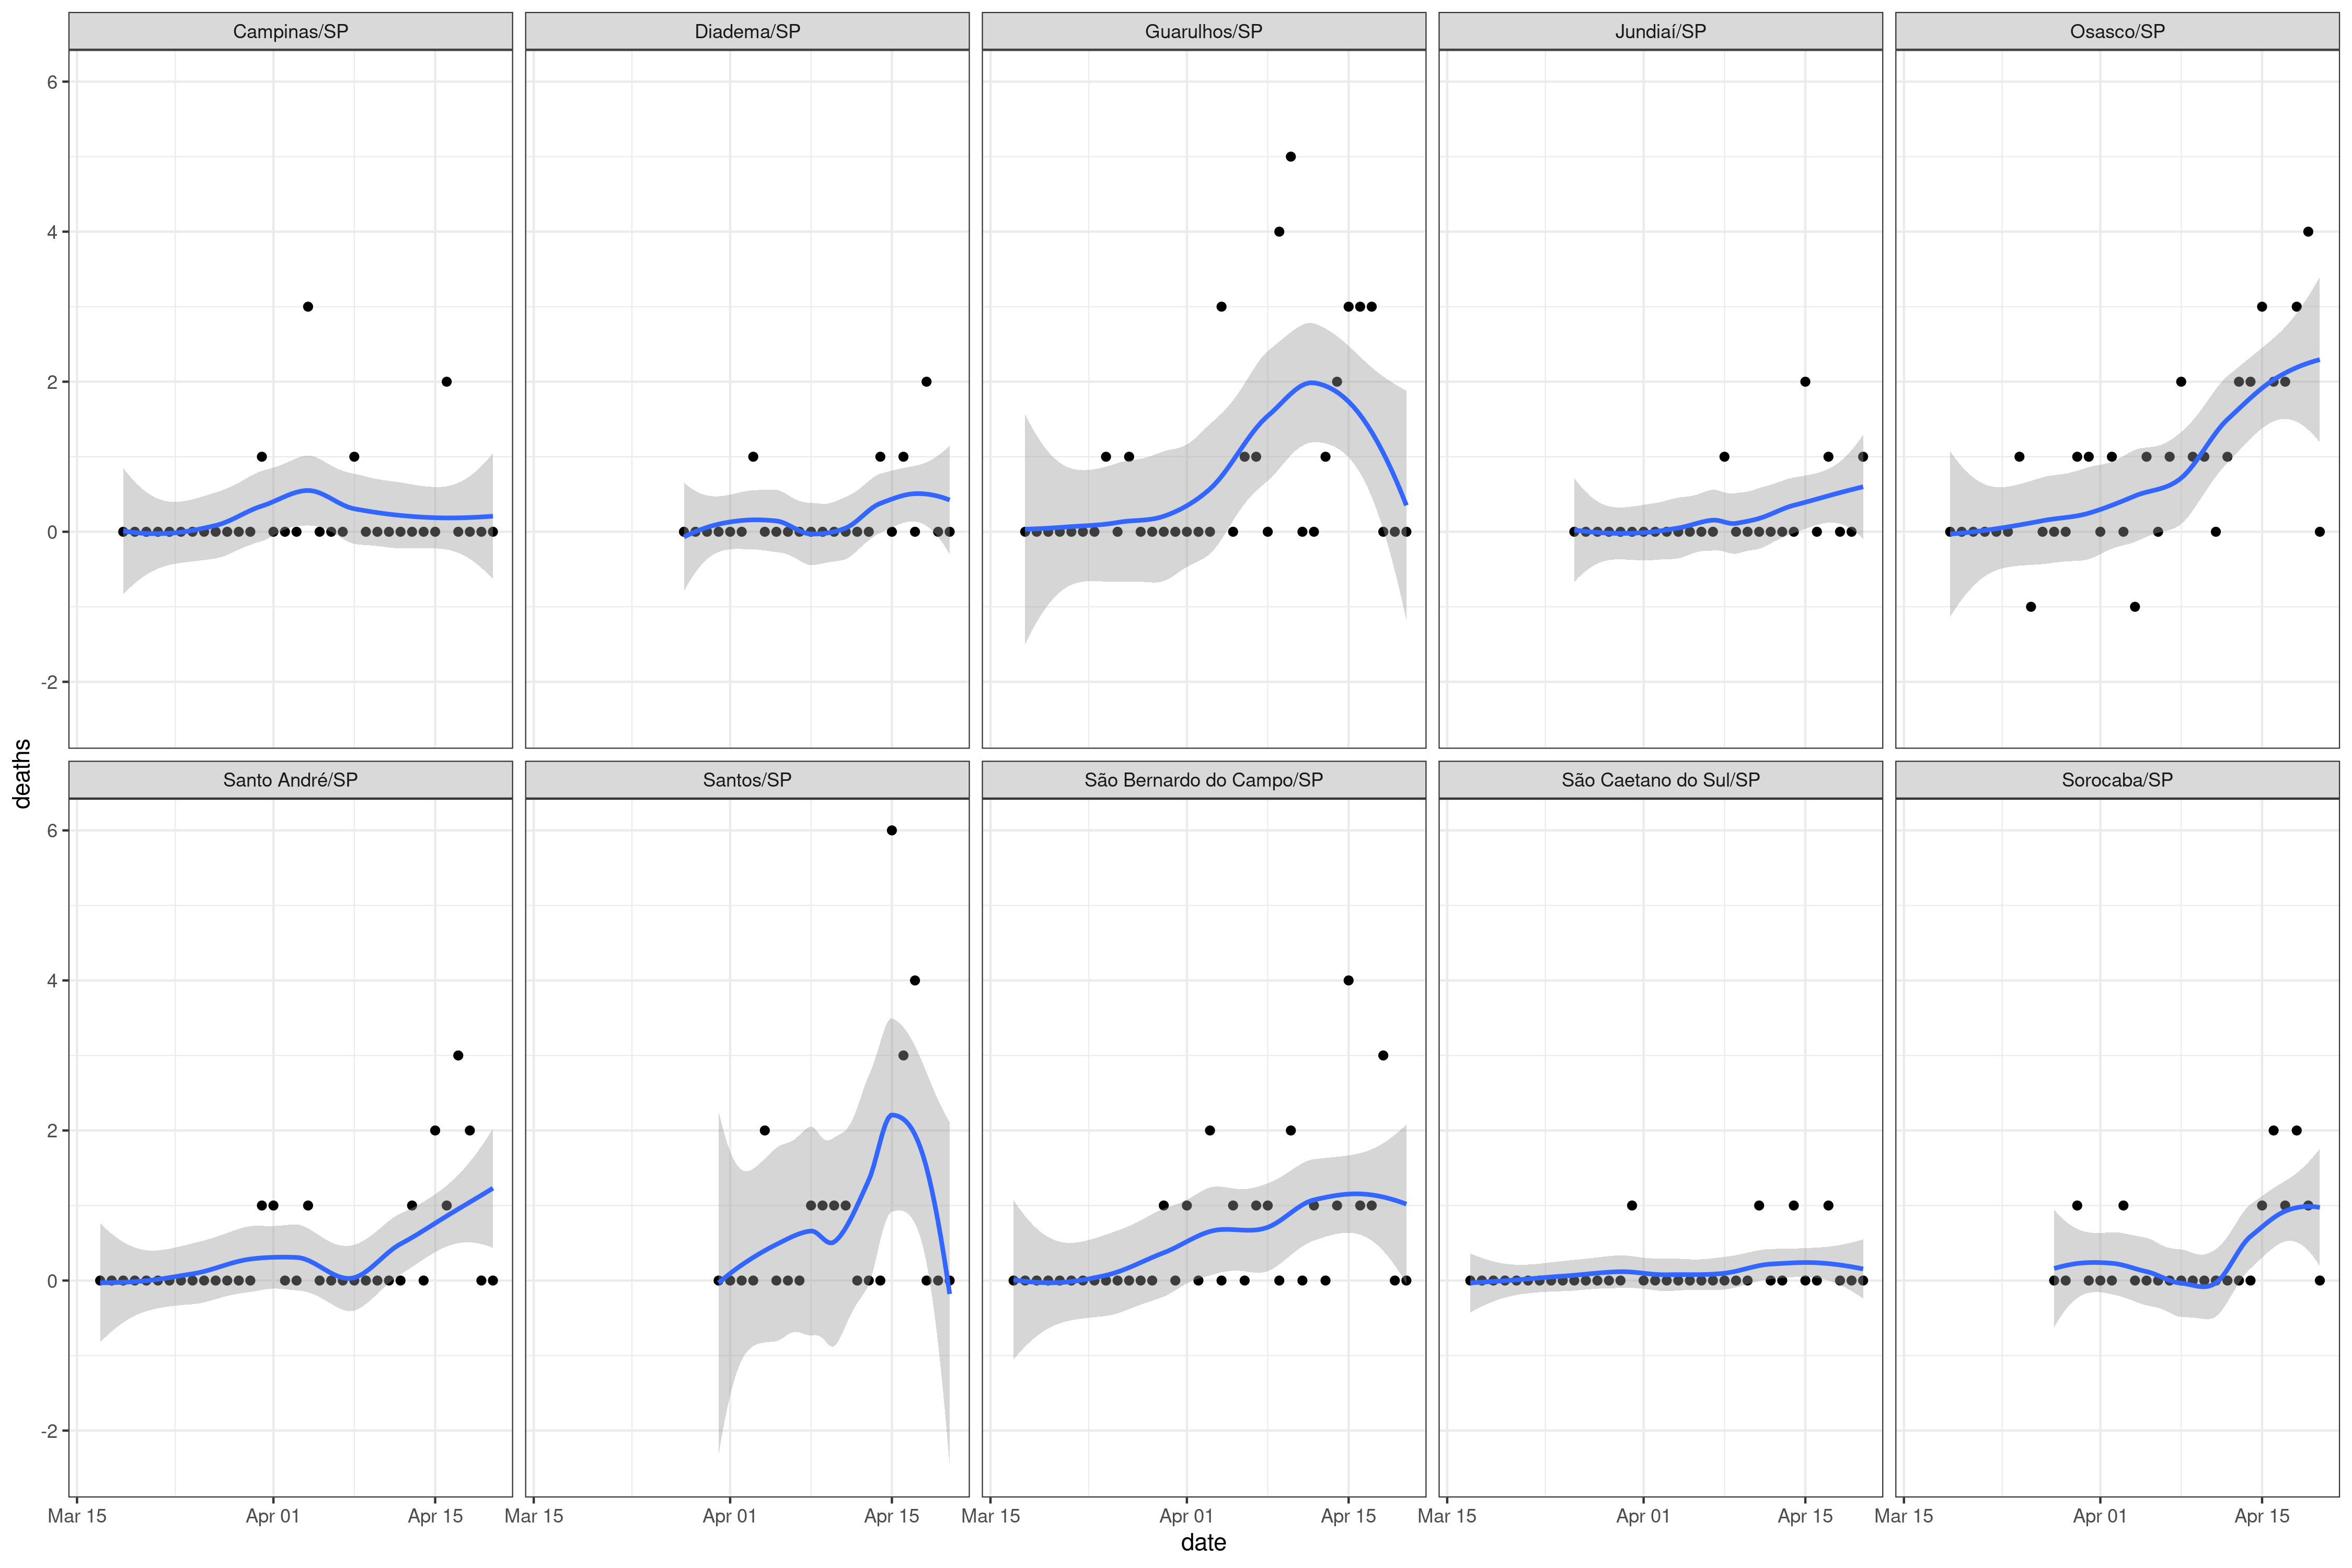 Campinas/SP
Diadema/SP
Guarulhos/SP
Jundiaí/SP
Osasco/SP
6
4
2
0
-2
deaths
Santo André/SP
Santos/SP
São Bernardo do Campo/SP
São Caetano do Sul/SP
Sorocaba/SP
6
4
2
0
-2
Mar 15 Apr 01 Apr 15 Mar 15 Apr 01 Apr 15 Mar 15 Apr 01 Apr 15 Mar 15 Apr 01 Apr 15 Mar 15 Apr 01 Apr 15
date